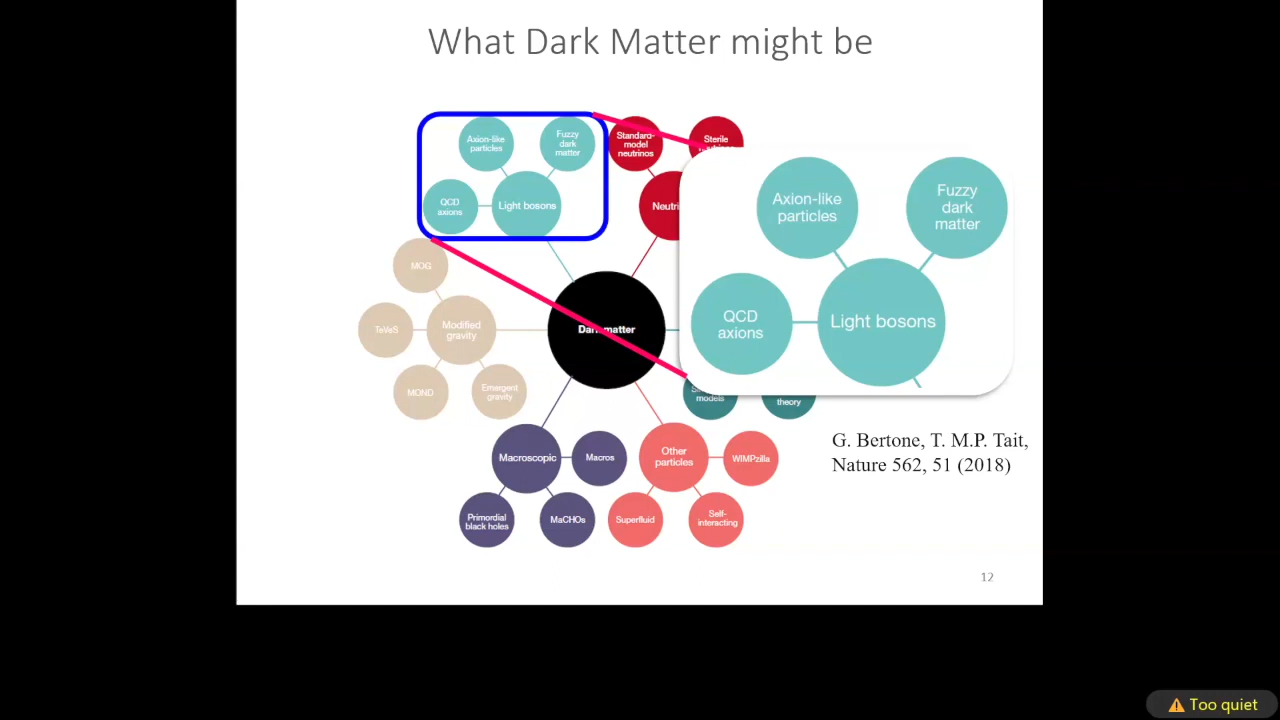 What Dark Matter might be
Axion-like
particles
Fuzzy
dark
matter
QCD
axions
Light bosons
Standard-
model
neutrinos
Sterile
MOG
TeVeS
Modified
gravity
MOND
Emergent
gravity
Dark matter
Axion-like
particles
Fuzzy
dark
matter
QCD
axions
Light bosons
models
theory
Macroscopic
Macros
Primordial
black holes
MaCHOs
Other
particles
WIMPzilla
Superfluid
Self-
interacting
G. Bertone, T. M.P. Tait,
Nature 562, 51 (2018)
12
Too quiet